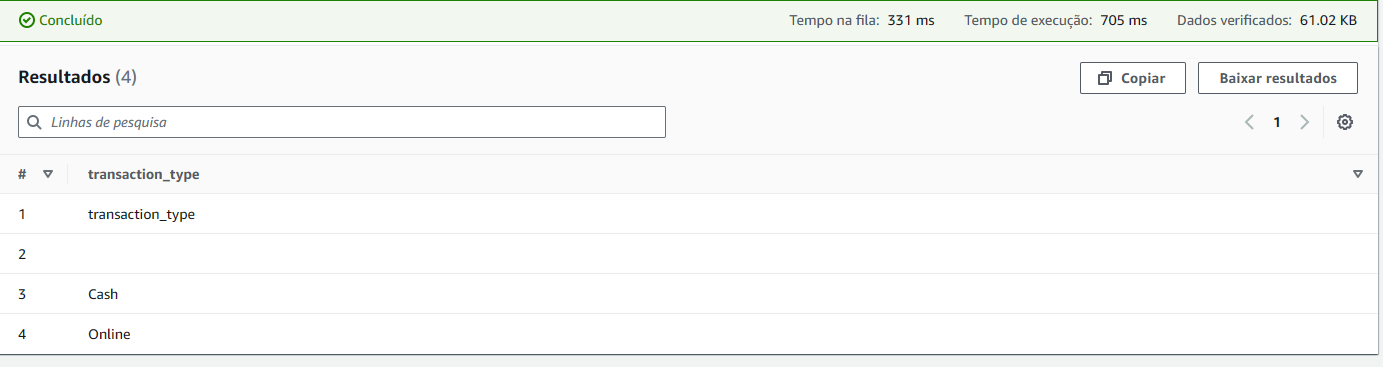 Concluído Tempo na fila: 331 ms Tempo de execução: 705 ms Dados verificados: 61.02 KB
Resultados (4) Copiar Baixar resultados
Linhas de pesquisa 1
# transaction_type
1 transaction_type
2
3 Cash
4 Online